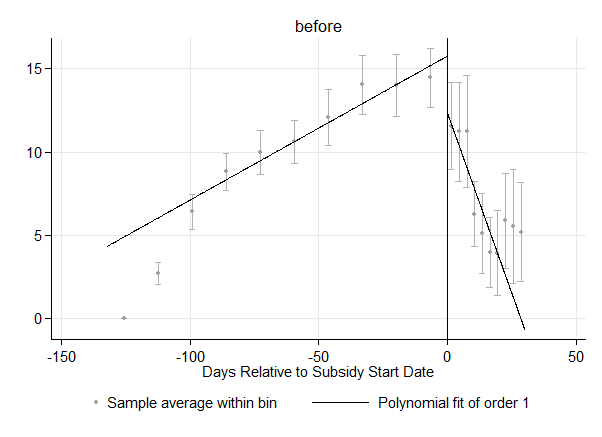 before
15
10
5
0
-150
-100
-50
0
50
Days Relative to Subsidy Start Date
Sample average within bin
Polynomial fit of order 1